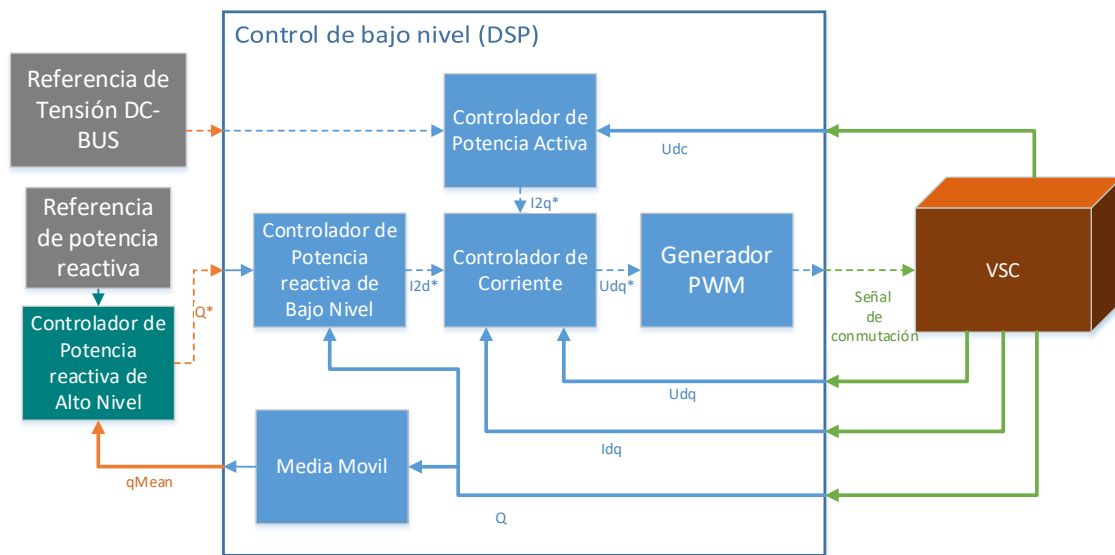 Control de bajo nivel (DSP)
Referencia de
Tensión DC-
BUS
Controlador de
Potencia Activa
Udc
I2q*
Referencia
de potencia
reactiva
Controlador de
Potencia
reactiva de
Bajo Nivel
I2d*
Controlador de
Corriente
Udq*
Generador
PWM
VSC
Señal
de
conmutación
Q*
Controlador de
Potencia
reactiva de
Alto Nivel
Udq
Idq
Media Movil
qMean
Q